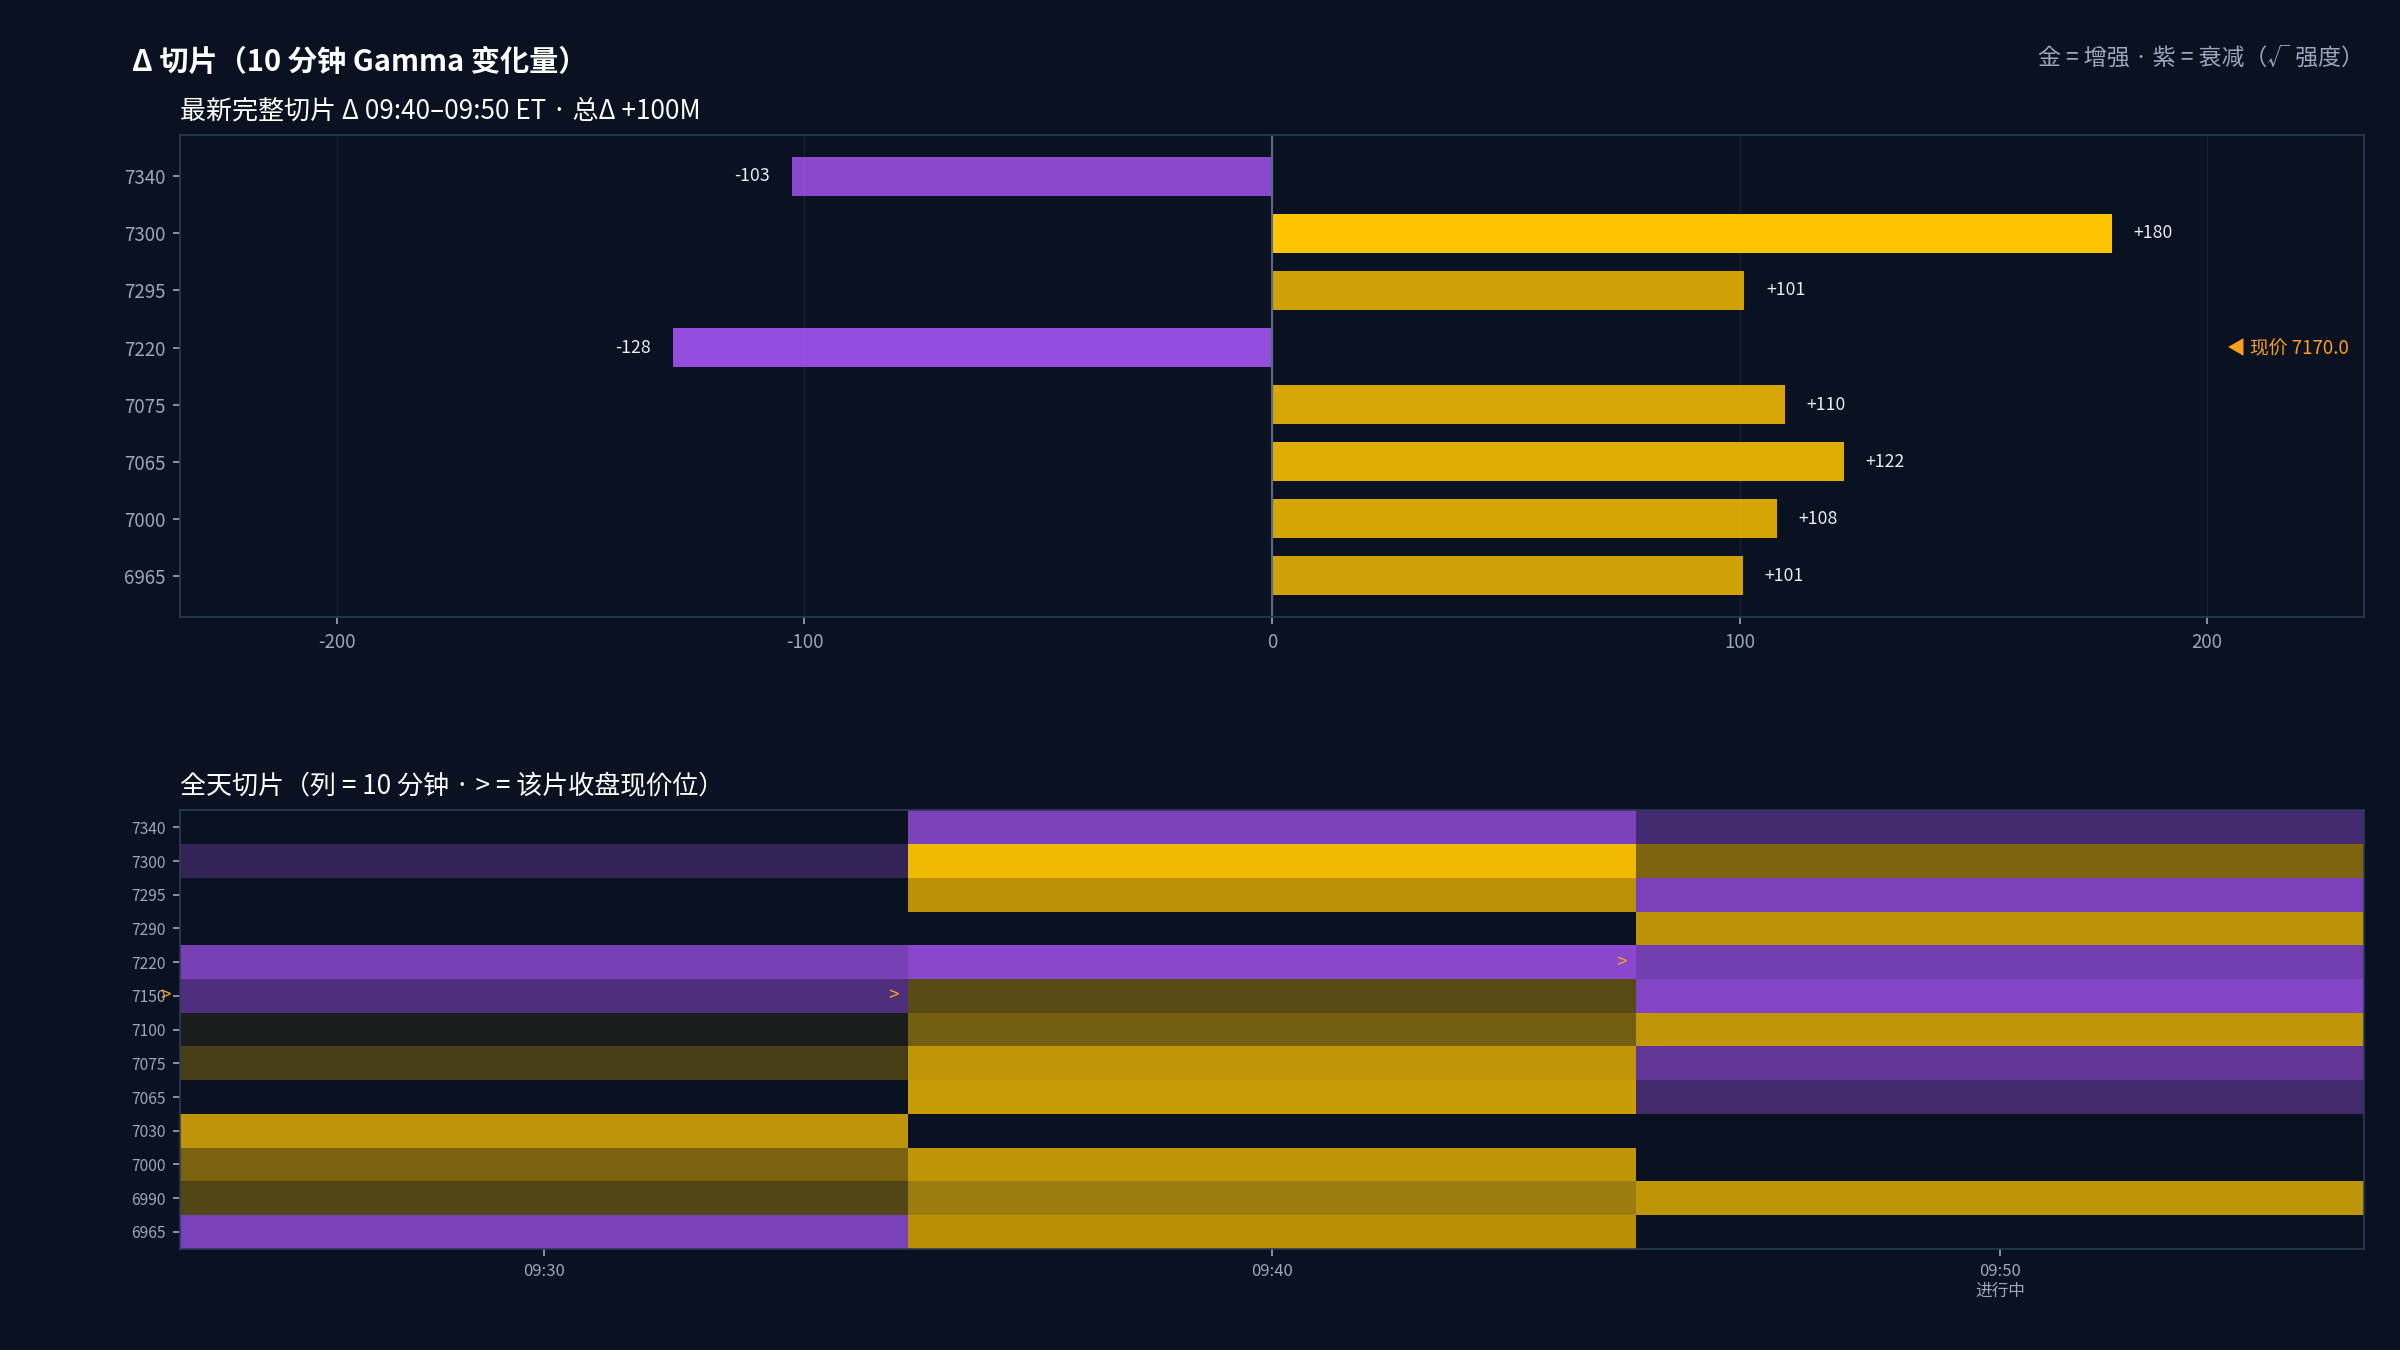 Δ 切片（10 分钟 Gamma 变化量）
金 = 增强 · 紫 = 衰减（√ 强度）
最新完整切片 Δ 09:40–09:50 ET · 总Δ +100M
7340 -103
7300 +180
7295 +101
7220 -128 ◀ 现价 7170.0
7075 +110
7065 +122
7000 +108
6965 +101
-200 -100 0 100 200
全天切片（列 = 10 分钟 · > = 该片收盘现价位）
7340
7300
7295
7290
7220 >
7150 > >
7100
7075
7065
7030
7000
6990
6965
09:30 09:40 09:50
进行中